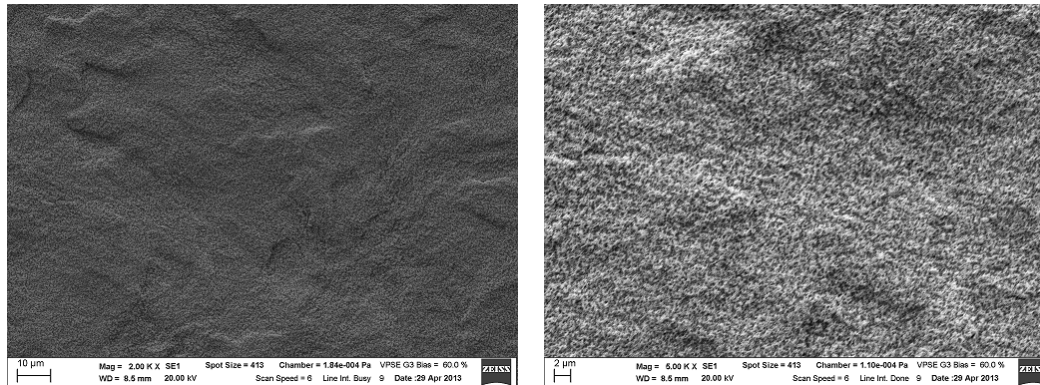 10 µm
Mag = 2.00 K X SE1 Spot Size = 413 Chamber = 1.84e-004 Pa VPSE G3 Bias = 60.0 %
WD = 8.5 mm 20.00 kV Scan Speed = 6 Line Int. Busy 9 Date :29 Apr 2013
ZEISS
2 µm
Mag = 5.00 K X SE1 Spot Size = 413 Chamber = 1.10e-004 Pa VPSE G3 Bias = 60.0 %
WD = 8.5 mm 20.00 kV Scan Speed = 6 Line Int. Done 9 Date :29 Apr 2013
ZEISS